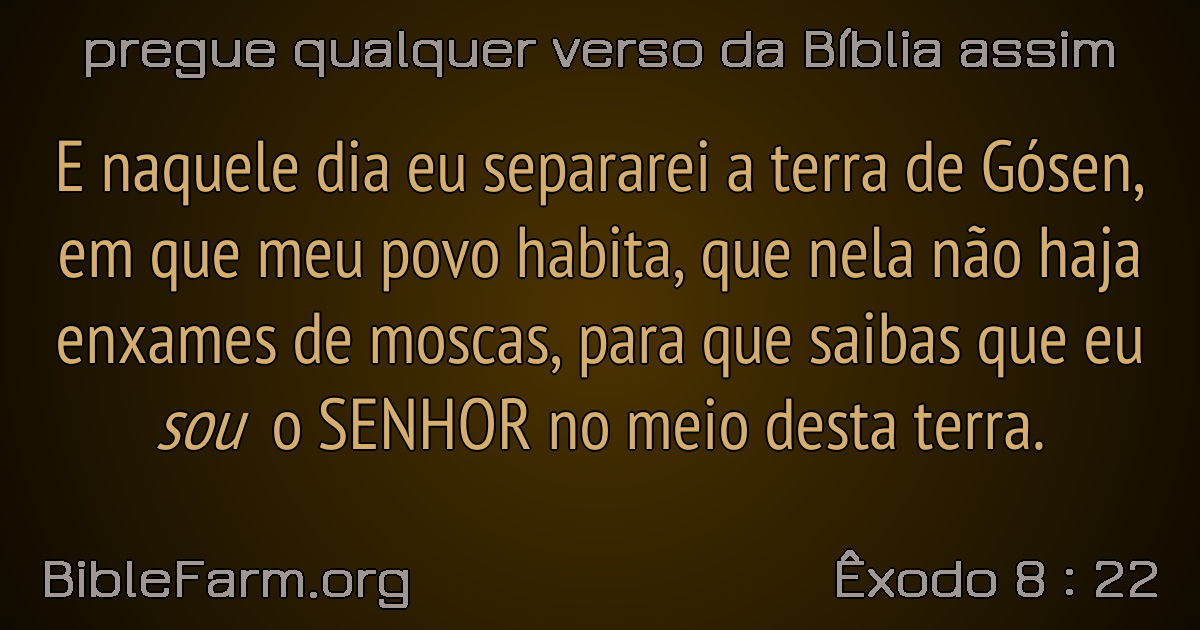 pregue qualquer verso da Bíblia assim
E naquele dia eu separarei a terra de Gósen,
em que meu povo habita, que nela não haja
enxames de moscas, para que saibas que eu
sou o SENHOR no meio desta terra.
BibleFarm.org
Êxodo 8 : 22